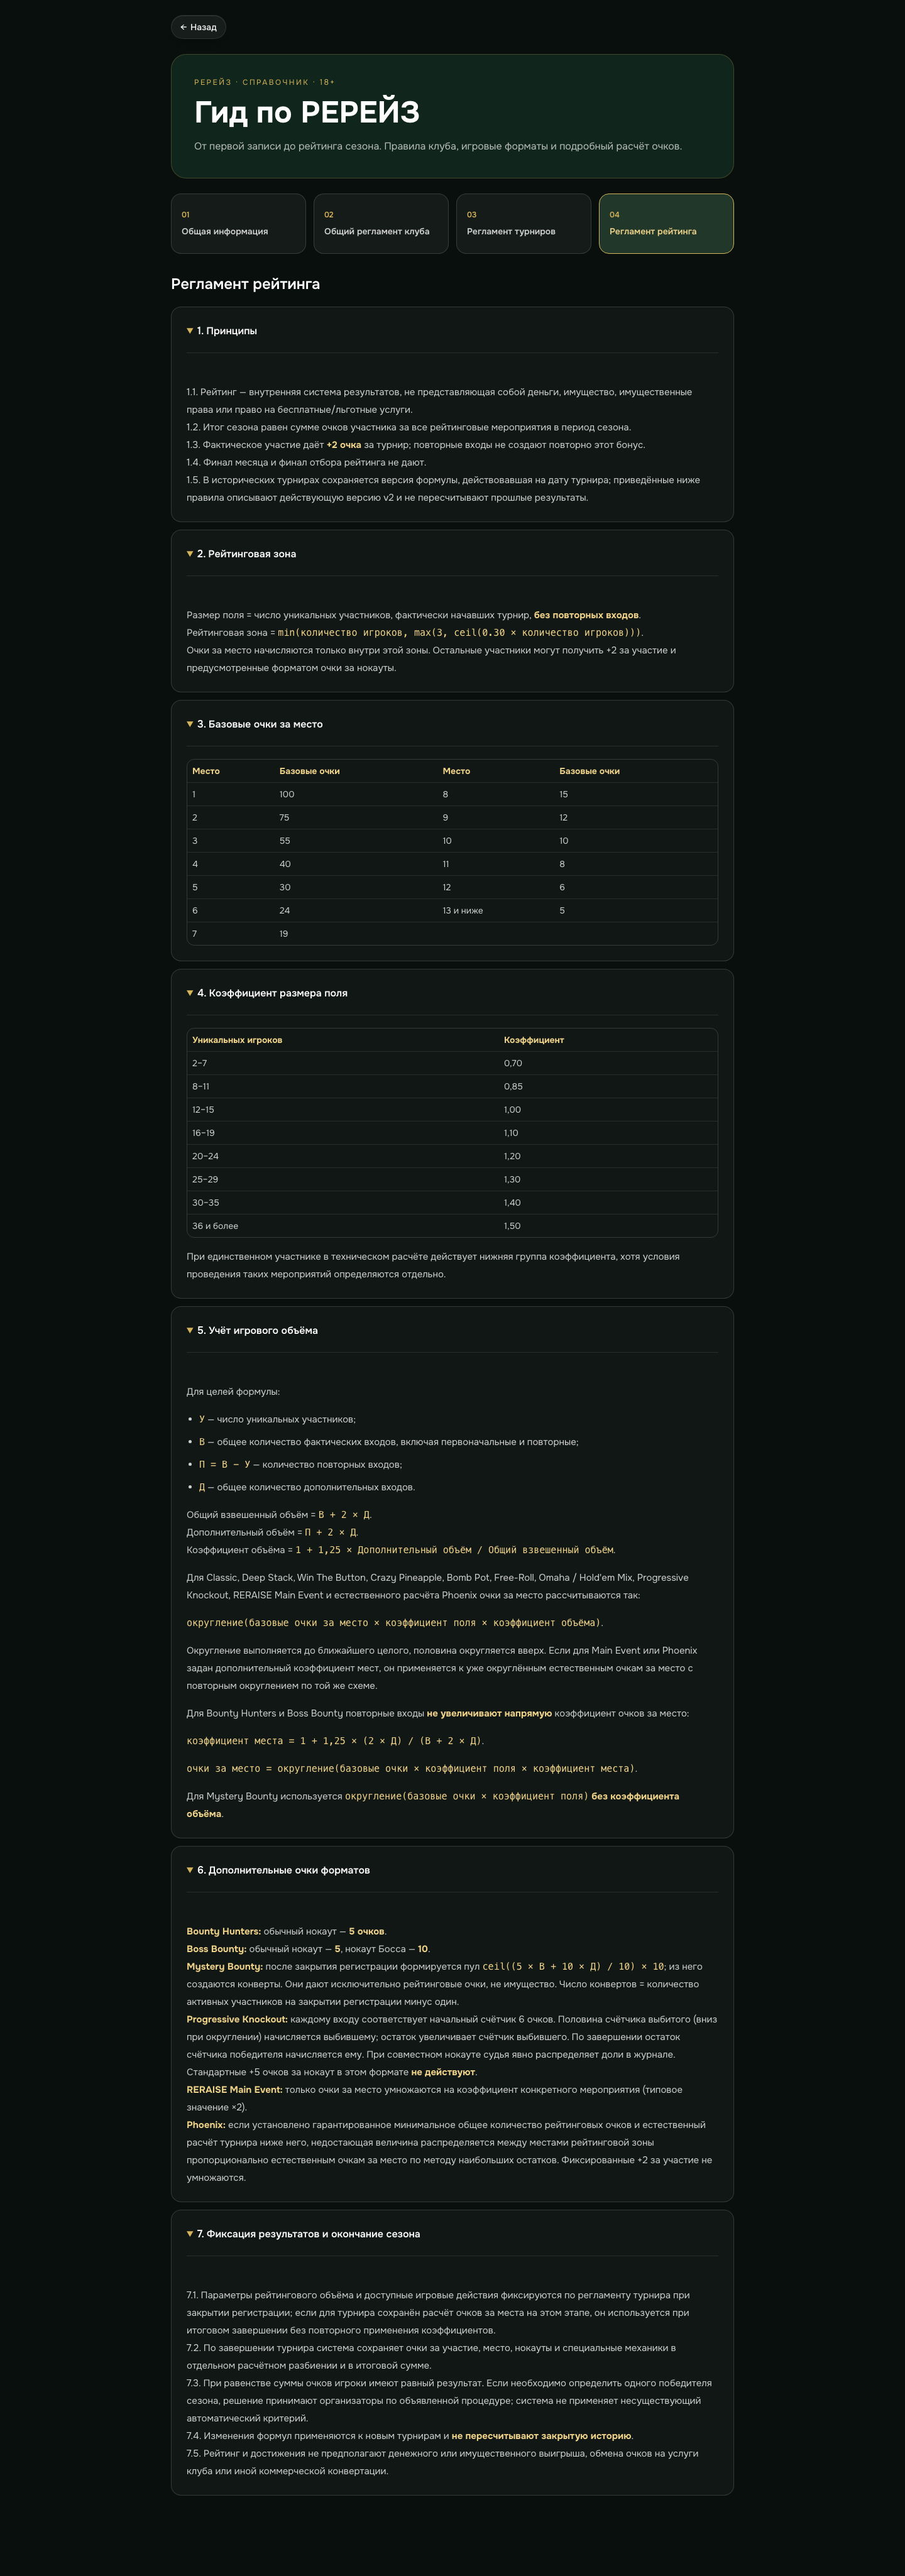 ← Назад
РЕРЕЙЗ · СПРАВОЧНИК · 18+
Гид по РЕРЕЙЗ
От первой записи до рейтинга сезона. Правила клуба, игровые форматы и подробный расчёт очков.
01
Общая информация
02
Общий регламент клуба
03
Регламент турниров
04
Регламент рейтинга
Регламент рейтинга
▼ 1. Принципы
1.1. Рейтинг — внутренняя система результатов, не представляющая собой деньги, имущество, имущественные
права или право на бесплатные/льготные услуги.
1.2. Итог сезона равен сумме очков участника за все рейтинговые мероприятия в период сезона.
1.3. Фактическое участие даёт +2 очка за турнир; повторные входы не создают повторно этот бонус.
1.4. Финал месяца и финал отбора рейтинга не дают.
1.5. В исторических турнирах сохраняется версия формулы, действовавшая на дату турнира; приведённые ниже
правила описывают действующую версию v2 и не пересчитывают прошлые результаты.
▼ 2. Рейтинговая зона
Размер поля = число уникальных участников, фактически начавших турнир, без повторных входов.
Рейтинговая зона = min(количество игроков, max(3, ceil(0.30 × количество игроков))).
Очки за место начисляются только внутри этой зоны. Остальные участники могут получить +2 за участие и
предусмотренные форматом очки за нокауты.
▼ 3. Базовые очки за место
Место Базовые очки Место Базовые очки
1 100 8 15
2 75 9 12
3 55 10 10
4 40 11 8
5 30 12 6
6 24 13 и ниже 5
7 19
▼ 4. Коэффициент размера поля
Уникальных игроков Коэффициент
2–7 0,70
8–11 0,85
12–15 1,00
16–19 1,10
20–24 1,20
25–29 1,30
30–35 1,40
36 и более 1,50
При единственном участнике в техническом расчёте действует нижняя группа коэффициента, хотя условия
проведения таких мероприятий определяются отдельно.
▼ 5. Учёт игрового объёма
Для целей формулы:
• У — число уникальных участников;
• В — общее количество фактических входов, включая первоначальные и повторные;
• П = В − У — количество повторных входов;
• Д — общее количество дополнительных входов.
Общий взвешенный объём = В + 2 × Д.
Дополнительный объём = П + 2 × Д.
Коэффициент объёма = 1 + 1,25 × Дополнительный объём / Общий взвешенный объём.
Для Classic, Deep Stack, Win The Button, Crazy Pineapple, Bomb Pot, Free-Roll, Omaha / Hold'em Mix, Progressive
Knockout, RERAISE Main Event и естественного расчёта Phoenix очки за место рассчитываются так:
округление(базовые очки за место × коэффициент поля × коэффициент объёма).
Округление выполняется до ближайшего целого, половина округляется вверх. Если для Main Event или Phoenix
задан дополнительный коэффициент мест, он применяется к уже округлённым естественным очкам за место с
повторным округлением по той же схеме.
Для Bounty Hunters и Boss Bounty повторные входы не увеличивают напрямую коэффициент очков за место:
коэффициент места = 1 + 1,25 × (2 × Д) / (В + 2 × Д).
очки за место = округление(базовые очки × коэффициент поля × коэффициент места).
Для Mystery Bounty используется округление(базовые очки × коэффициент поля) без коэффициента
объёма.
▼ 6. Дополнительные очки форматов
Bounty Hunters: обычный нокаут — 5 очков.
Boss Bounty: обычный нокаут — 5, нокаут Босса — 10.
Mystery Bounty: после закрытия регистрации формируется пул ceil((5 × В + 10 × Д) / 10) × 10; из него
создаются конверты. Они дают исключительно рейтинговые очки, не имущество. Число конвертов = количество
активных участников на закрытии регистрации минус один.
Progressive Knockout: каждому входу соответствует начальный счётчик 6 очков. Половина счётчика выбитого (вниз
при округлении) начисляется выбившему; остаток увеличивает счётчик выбившего. По завершении остаток
счётчика победителя начисляется ему. При совместном нокауте судья явно распределяет доли в журнале.
Стандартные +5 очков за нокаут в этом формате не действуют.
RERAISE Main Event: только очки за место умножаются на коэффициент конкретного мероприятия (типовое
значение ×2).
Phoenix: если установлено гарантированное минимальное общее количество рейтинговых очков и естественный
расчёт турнира ниже него, недостающая величина распределяется между местами рейтинговой зоны
пропорционально естественным очкам за место по методу наибольших остатков. Фиксированные +2 за участие не
умножаются.
▼ 7. Фиксация результатов и окончание сезона
7.1. Параметры рейтингового объёма и доступные игровые действия фиксируются по регламенту турнира при
закрытии регистрации; если для турнира сохранён расчёт очков за места на этом этапе, он используется при
итоговом завершении без повторного применения коэффициентов.
7.2. По завершении турнира система сохраняет очки за участие, место, нокауты и специальные механики в
отдельном расчётном разбиении и в итоговой сумме.
7.3. При равенстве суммы очков игроки имеют равный результат. Если необходимо определить одного победителя
сезона, решение принимают организаторы по объявленной процедуре; система не применяет несуществующий
автоматический критерий.
7.4. Изменения формул применяются к новым турнирам и не пересчитывают закрытую историю.
7.5. Рейтинг и достижения не предполагают денежного или имущественного выигрыша, обмена очков на услуги
клуба или иной коммерческой конвертации.